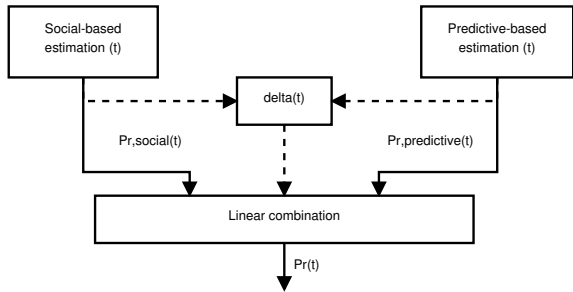 Social-based
estimation (t)
Predictive-based
estimation (t)
delta(t)
Pr,social(t)
Pr,predictive(t)
Linear combination
Pr(t)